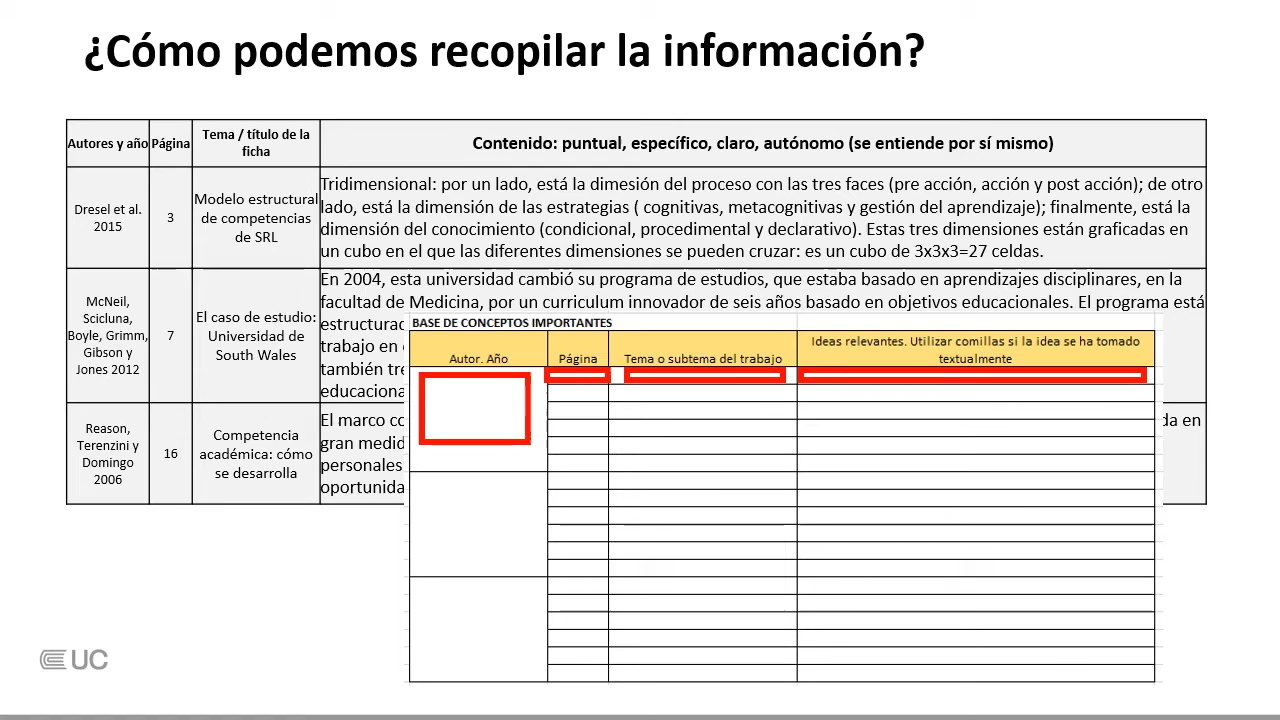 ¿Cómo podemos recopilar la información?
Autores y año
Página
Tema / título de la
ficha
Contenido: puntual, específico, claro, autónomo (se entiende por sí mismo)
Dresel et al.
2015
3
Modelo estructural
de competencias
de SRL
Tridimensional: por un lado, está la dimesión del proceso con las tres faces (pre acción, acción y post acción); de otro
lado, está la dimensión de las estrategias ( cognitivas, metacognitivas y gestión del aprendizaje); finalmente, está la
dimensión del conocimiento (condicional, procedimental y declarativo). Estas tres dimensiones están graficadas en
un cubo en el que las diferentes dimensiones se pueden cruzar: es un cubo de 3x3x3=27 celdas.
McNeil,
Scicluna,
Boyle, Grimm,
Gibson y
Jones 2012
7
El caso de estudio:
Universidad de
South Wales
En 2004, esta universidad cambió su programa de estudios, que estaba basado en aprendizajes disciplinares, en la
facultad de Medicina, por un curriculum innovador de seis años basado en objetivos educacionales. El programa está
trabajo en
también
Reason,
Terenzini y
Domingo
2006
16
Competencia
académica: cómo
se desarrolla
El marco
en
gran
personales
BASE DE CONCEPTOS IMPORTANTES
Autor. Año
Página
Tema o subtema del trabajo
Ideas relevantes. Utilizar comillas si la idea se ha tomado
textualmente
UC